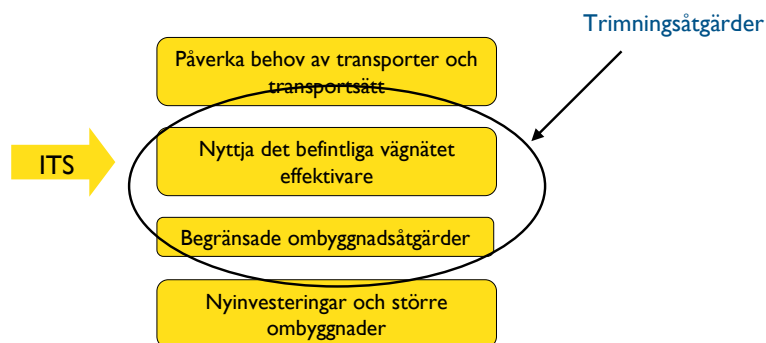 Trimningsåtgärder
Påverka behov av transporter och
transportsätt
ITS
Nyttja det befintliga vägnätet
effektivare
Begränsade ombyggnadsåtgärder
Nyinvesteringar och större
ombyggnader